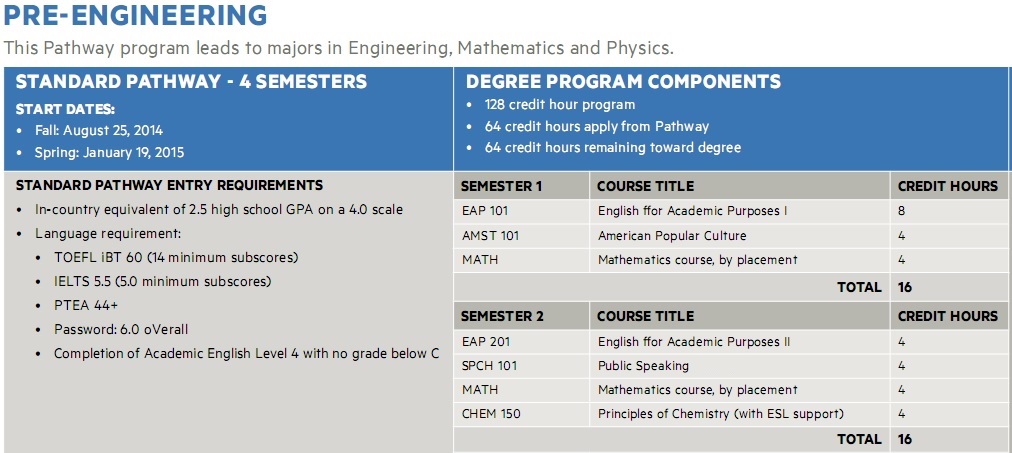 PRE-ENGINEERING
This Pathway program leads to majors in Engineering, Mathematics and Physics.
STANDARD PATHWAY - 4 SEMESTERS
START DATES:
• Fall: August 25, 2014
• Spring: January 19, 2015
DEGREE PROGRAM COMPONENTS
• 128 credit hour program
• 64 credit hours apply from Pathway
• 64 credit hours remaining toward degree
STANDARD PATHWAY ENTRY REQUIREMENTS
• In-country equivalent of 2.5 high school GPA on a 4.0 scale
• Language requirement:
• TOEFL iBT 60 (14 minimum subscores)
• IELTS 5.5 (5.0 minimum subscores)
• PTEA 44+
• Password: 6.0 oVerall
• Completion of Academic English Level 4 with no grade below C
SEMESTER 1 COURSE TITLE CREDIT HOURS
EAP 101 English ffor Academic Purposes I 8
AMST 101 American Popular Culture 4
MATH Mathematics course, by placement 4
TOTAL 16
SEMESTER 2 COURSE TITLE CREDIT HOURS
EAP 201 English ffor Academic Purposes II 4
SPCH 101 Public Speaking 4
MATH Mathematics course, by placement 4
CHEM 150 Principles of Chemistry (with ESL support) 4
TOTAL 16